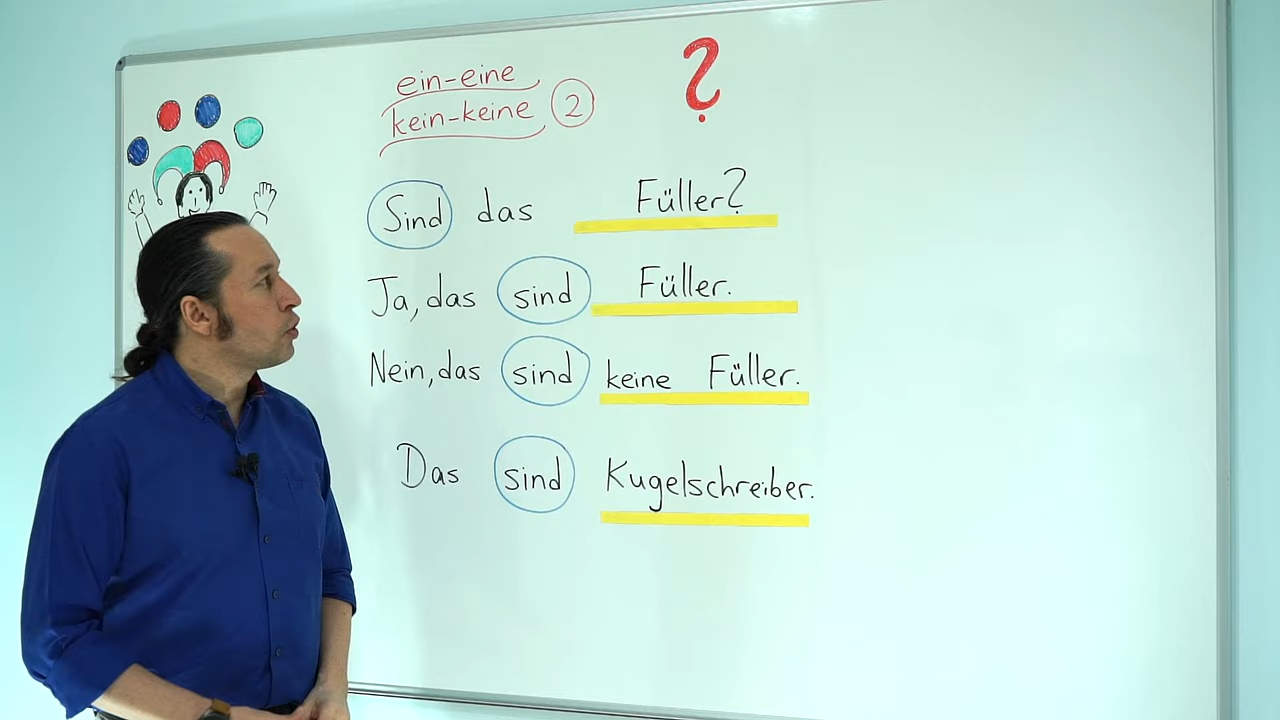 ein-eine
kein-keine 2
?
Sind das Füller?
Ja, das sind Füller.
Nein, das sind keine Füller.
Das sind Kugelschreiber.